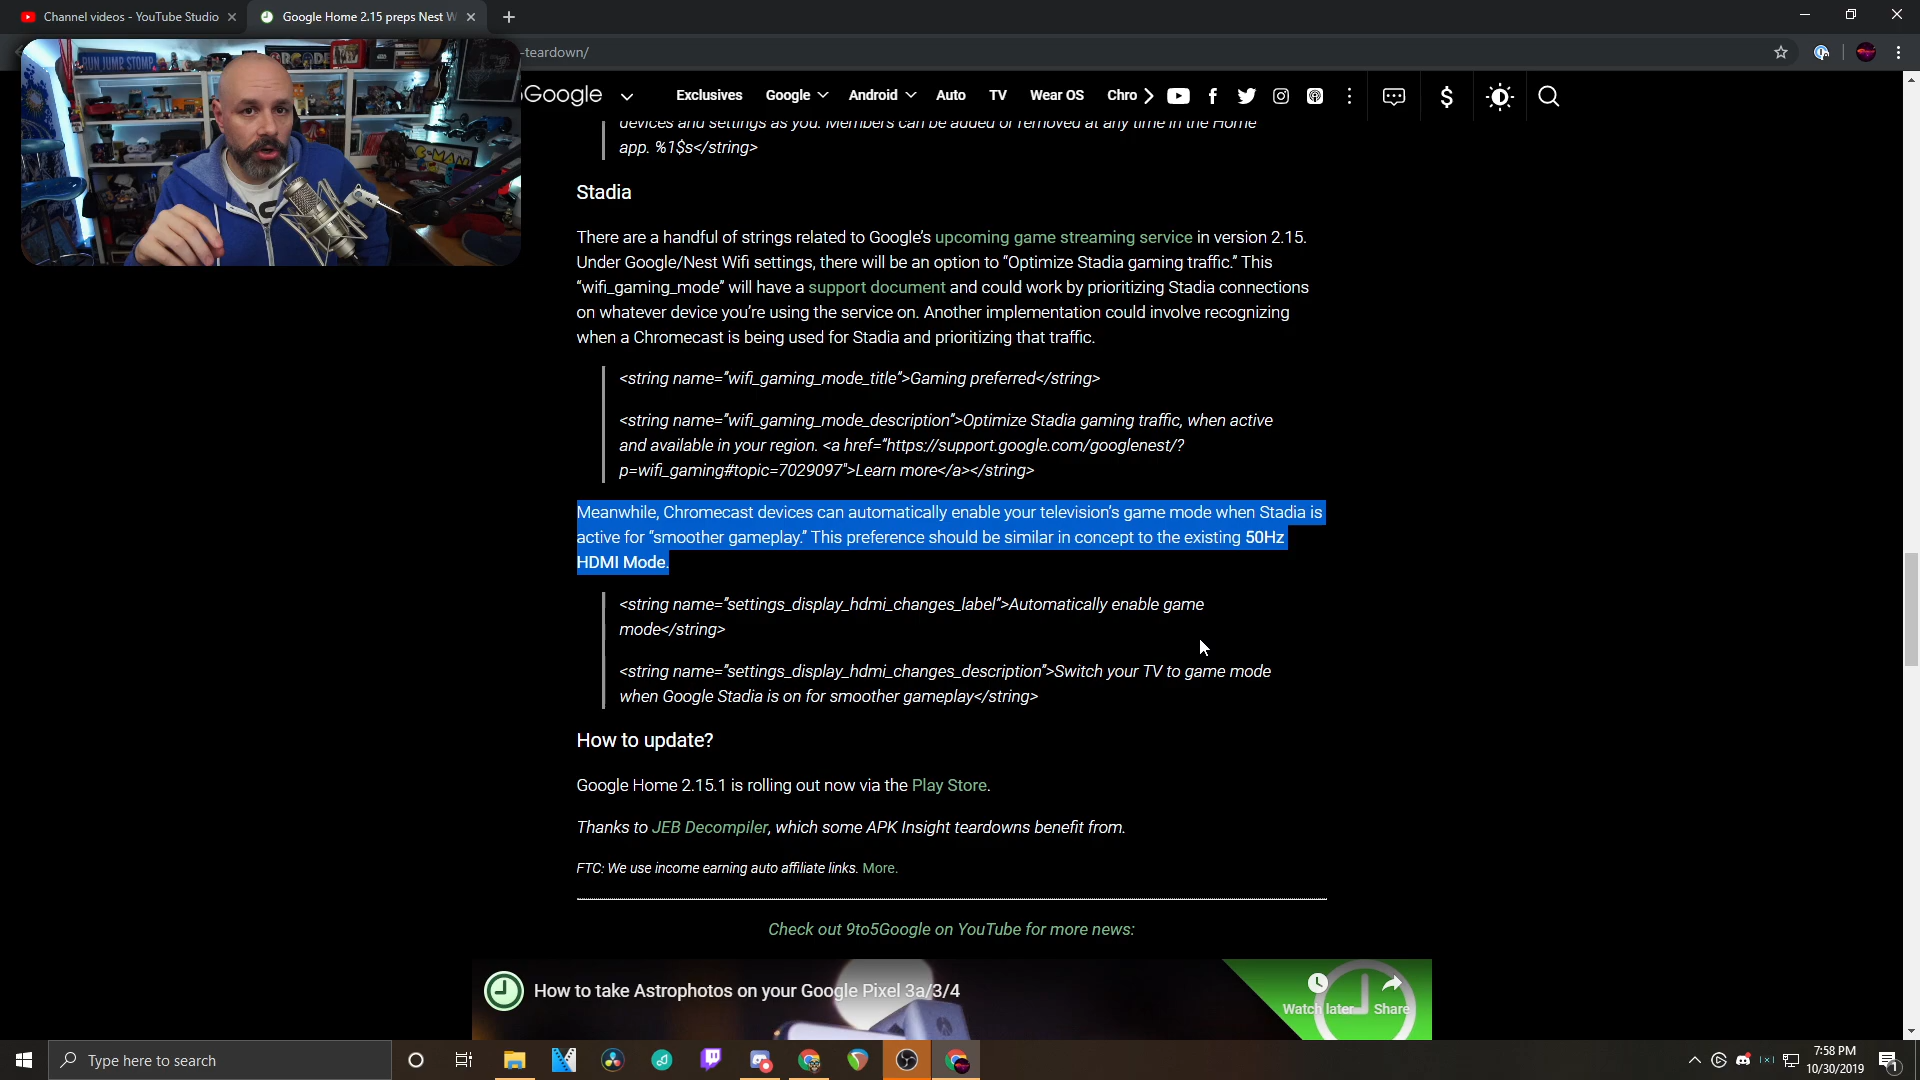 Channel videos - YouTube Studio
Google Home 2.15 preps Nest W
-teardown/
RUN JUMP STOMP
Google
Exclusives
Google
Android
Auto
TV
Wear OS
Chro
devices and settings as you. Members can be added or removed at any time in the Home
app. %1$s</string>
Stadia
There are a handful of strings related to Google's upcoming game streaming service in version 2.15.
Under Google/Nest Wifi settings, there will be an option to “Optimize Stadia gaming traffic.” This
“wifi_gaming_mode” will have a support document and could work by prioritizing Stadia connections
on whatever device you're using the service on. Another implementation could involve recognizing
when a Chromecast is being used for Stadia and prioritizing that traffic.
<string name=”wifi_gaming_mode_title”>Gaming preferred</string>
<string name=”wifi_gaming_mode_description”>Optimize Stadia gaming traffic, when active
and available in your region. <a href=”https://support.google.com/googlenest/?
p=wifi_gaming#topic=7029097”>Learn more</a></string>
Meanwhile, Chromecast devices can automatically enable your television's game mode when Stadia is
active for “smoother gameplay.” This preference should be similar in concept to the existing 50Hz
HDMI Mode.
<string name=”settings_display_hdmi_changes_label”>Automatically enable game
mode</string>
<string name=”settings_display_hdmi_changes_description”>Switch your TV to game mode
when Google Stadia is on for smoother gameplay</string>
How to update?
Google Home 2.15.1 is rolling out now via the Play Store.
Thanks to JEB Decompiler, which some APK Insight teardowns benefit from.
FTC: We use income earning auto affiliate links. More.
Check out 9to5Google on YouTube for more news:
How to take Astrophotos on your Google Pixel 3a/3/4
Watch later
Share
Type here to search
7:58 PM
10/30/2019
1